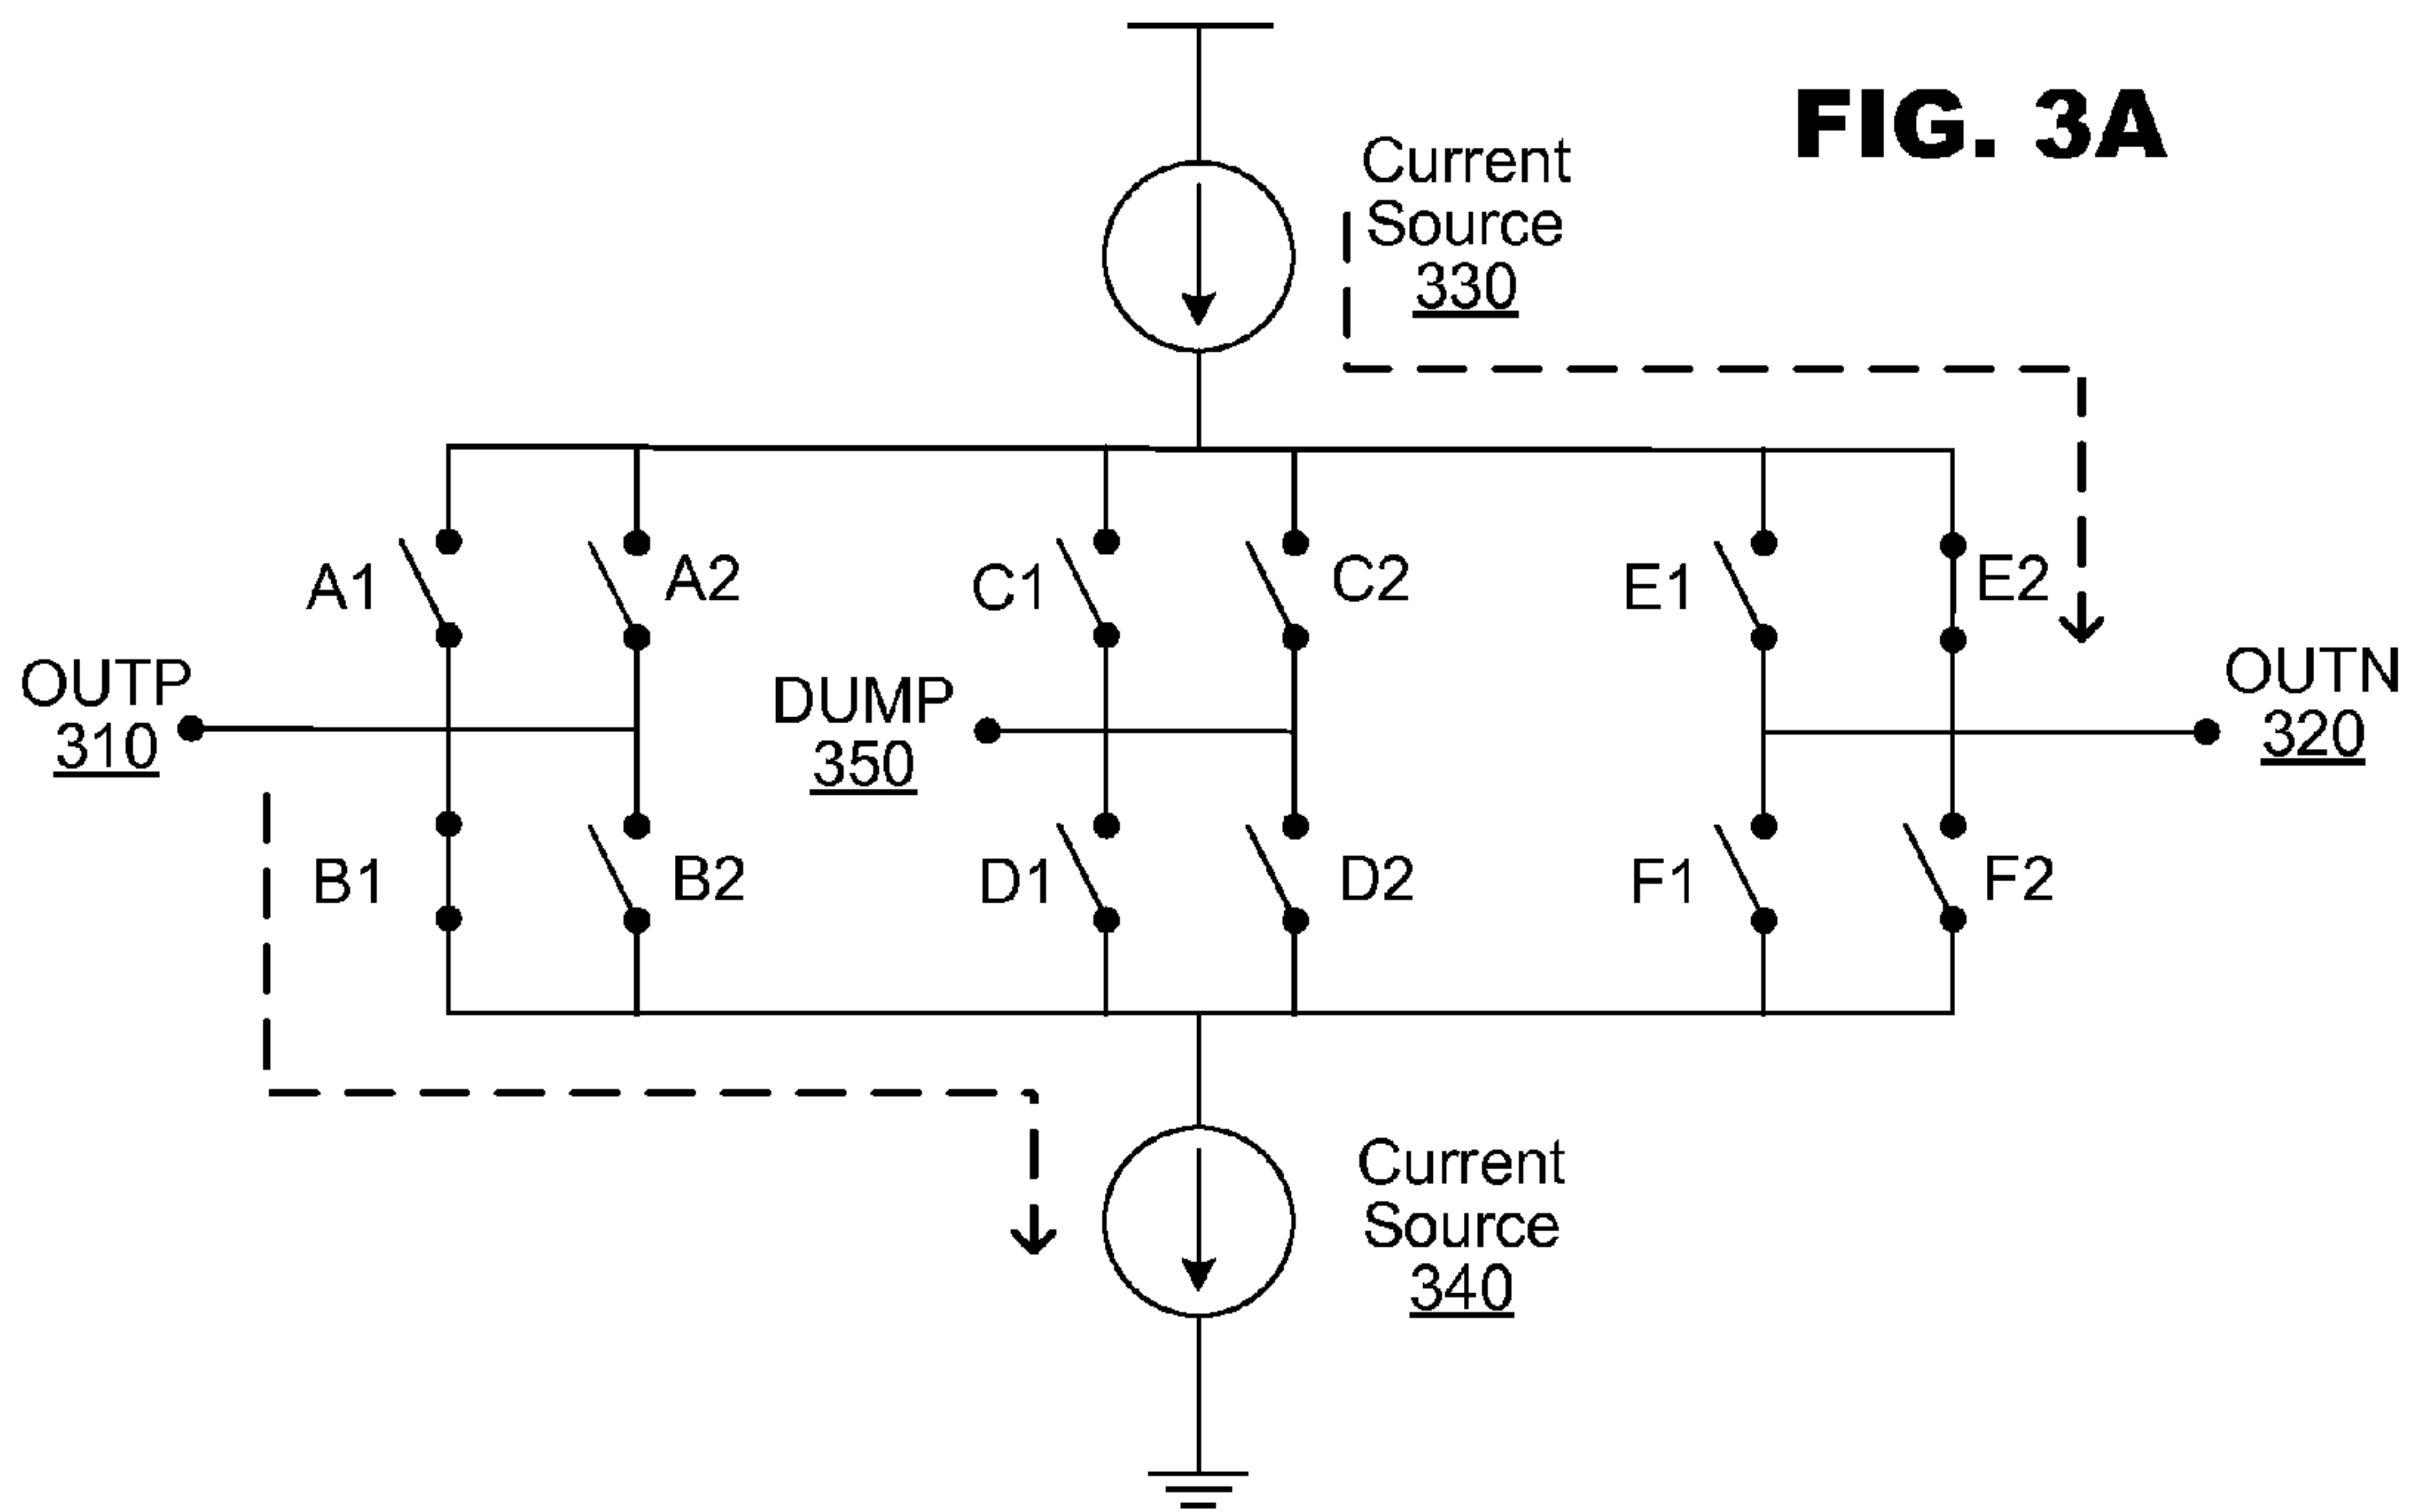 FIG. 3A
Current
Source
330
A1
A2
C1
C2
E1
E2
OUTP
310
DUMP
350
OUTN
320
B1
B2
D1
D2
F1
F2
Current
Source
340